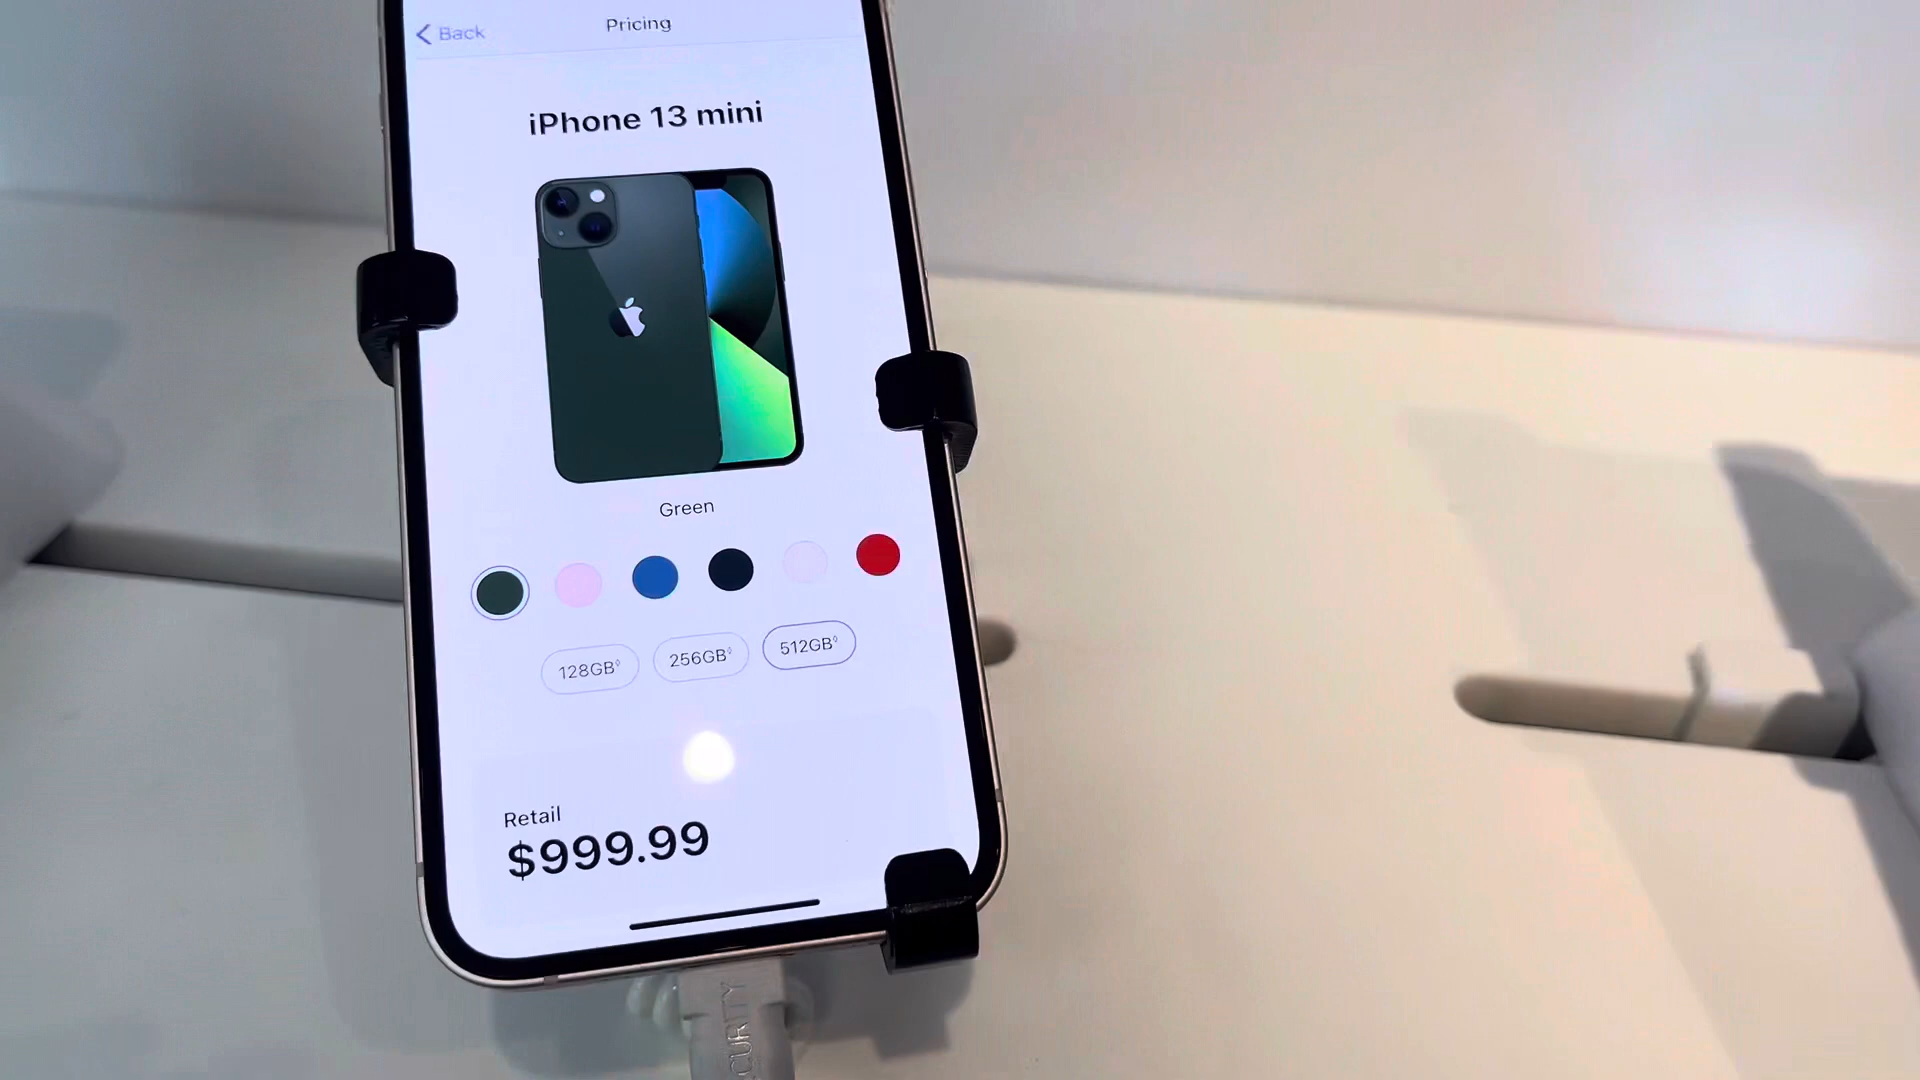 Back
Pricing
iPhone 13 mini
Green
128GB◊
256GB◊
512GB◊
Retail
$999.99